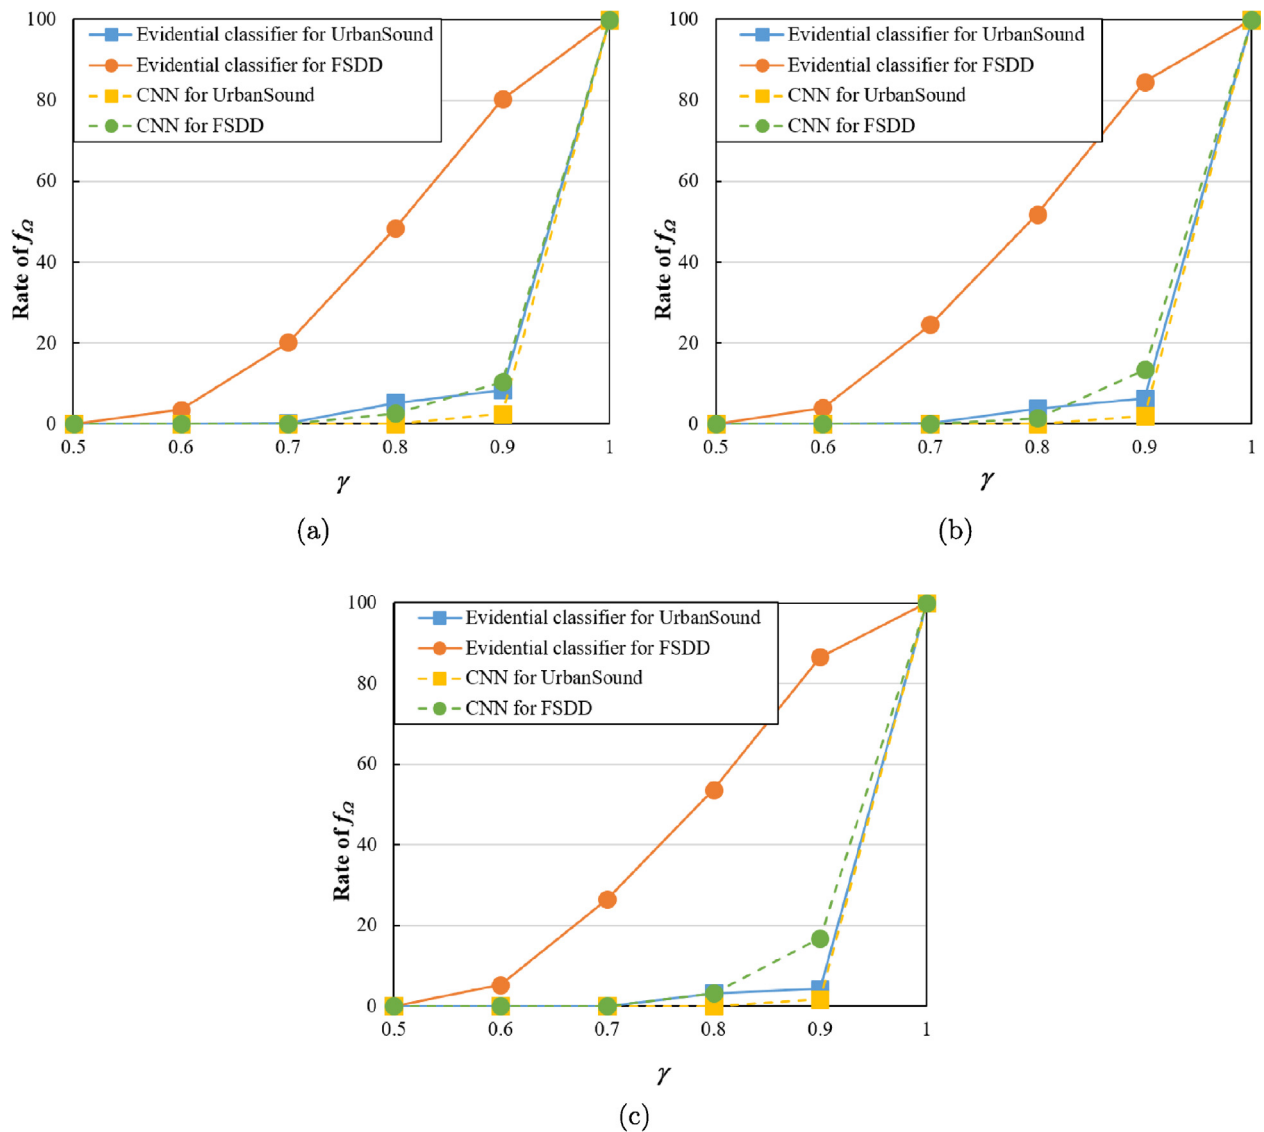 100
80
60
40
20
0
Rate of fΩ
Evidential classifier for UrbanSound
Evidential classifier for FSDD
CNN for UrbanSound
CNN for FSDD
0.5 0.6 0.7 0.8 0.9 1
γ
(a)
100
80
60
40
20
0
Rate of fΩ
Evidential classifier for UrbanSound
Evidential classifier for FSDD
CNN for UrbanSound
CNN for FSDD
0.5 0.6 0.7 0.8 0.9 1
γ
(b)
100
80
60
40
20
0
Rate of fΩ
Evidential classifier for UrbanSound
Evidential classifier for FSDD
CNN for UrbanSound
CNN for FSDD
0.5 0.6 0.7 0.8 0.9 1
γ
(c)